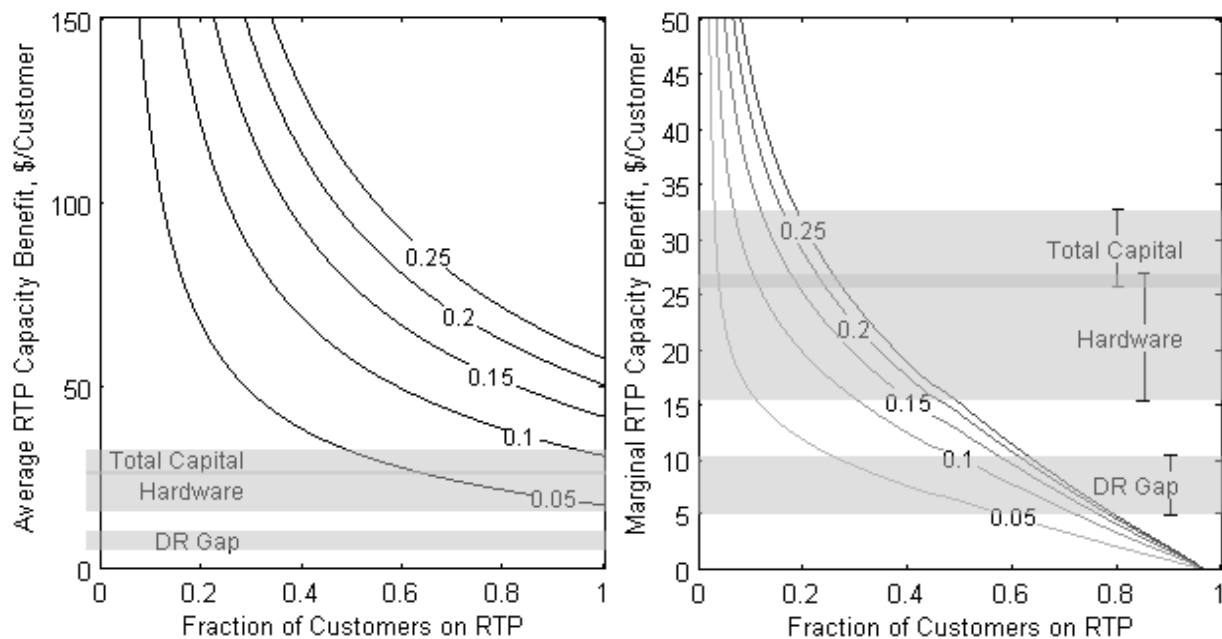 Average RTP Capacity Benefit, $/Customer
150
100
50
0
0.25
0.2
0.15
0.1
0.05
Total Capital
Hardware
DR Gap
0 0.2 0.4 0.6 0.8 1
Fraction of Customers on RTP
Marginal RTP Capacity Benefit, $/Customer
50
45
40
35
30
25
20
15
10
5
0
0.25
0.2
0.15
0.1
0.05
Total Capital
Hardware
DR Gap
0 0.2 0.4 0.6 0.8 1
Fraction of Customers on RTP